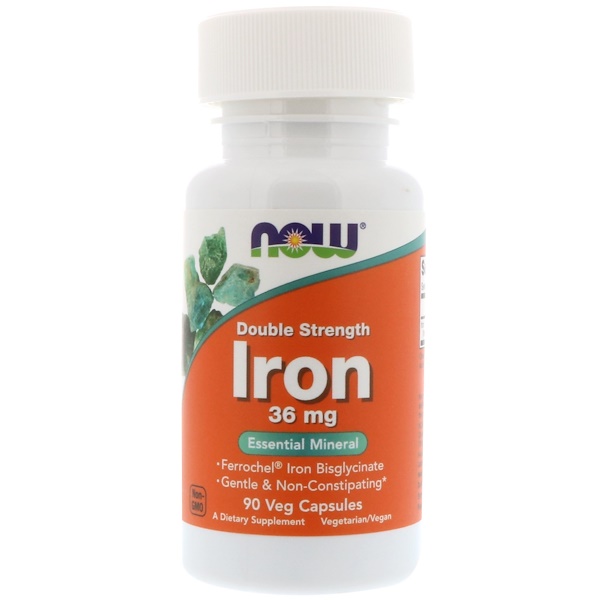 NOW®
Double Strength
Iron
36 mg
Essential Mineral
• Ferrochel® Iron Bisglycinate
• Gentle & Non-Constipating*
90 Veg Capsules
Non-
GMO
A Dietary Supplement Vegetarian/Vegan